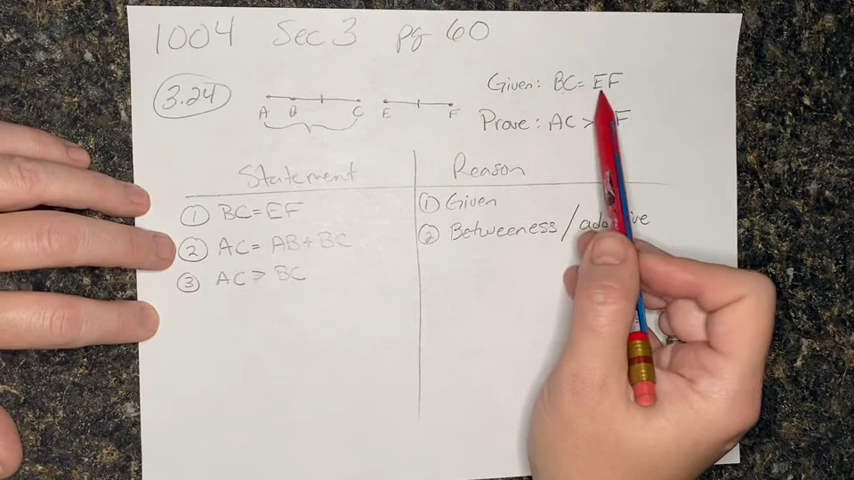 1004 Sec 3 pg 60
3.24
A B C E F
Given: BC = EF
Prove: AC > F
Statement Reason
① BC = EF ① Given
② AC = AB + BC ② Betweeness /
③ AC > BC